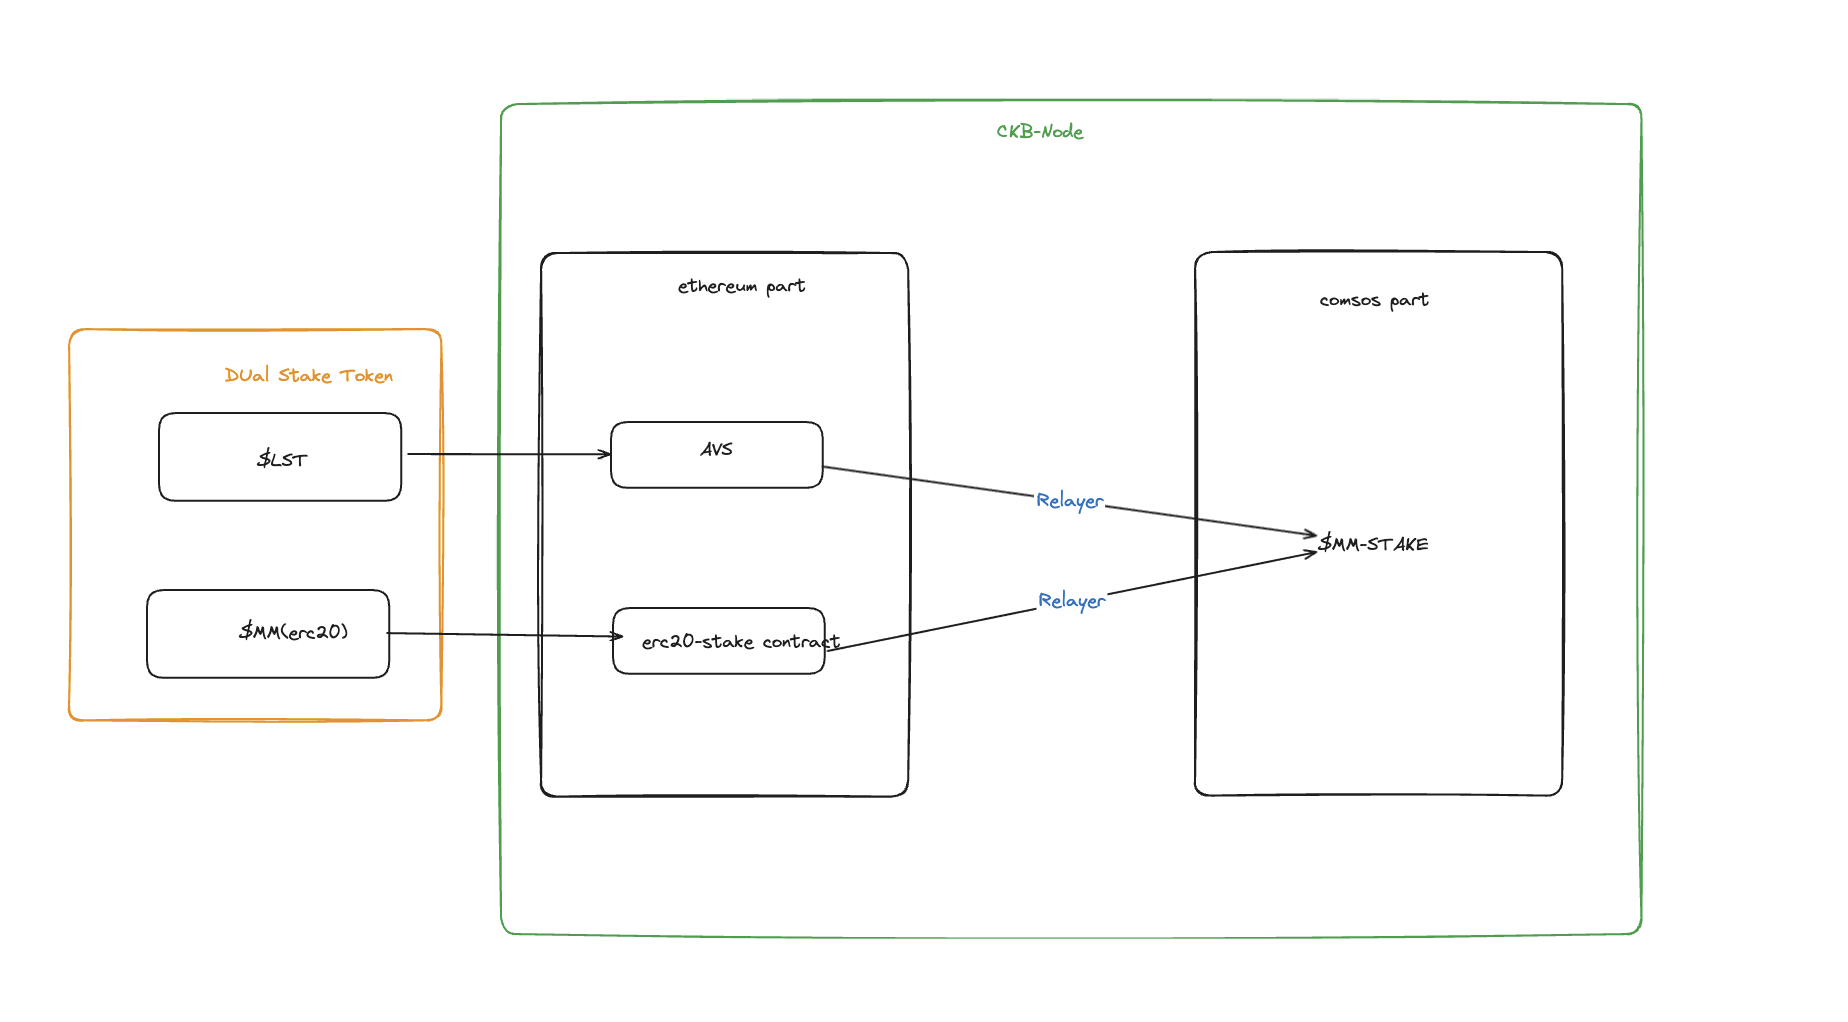 CKB-Node
ethereum part
comsos part
DUal Stake Token
$LST
AVS
Relayer
$MM-STAKE
Relayer
$MM(erc20)
erc20-stake contract